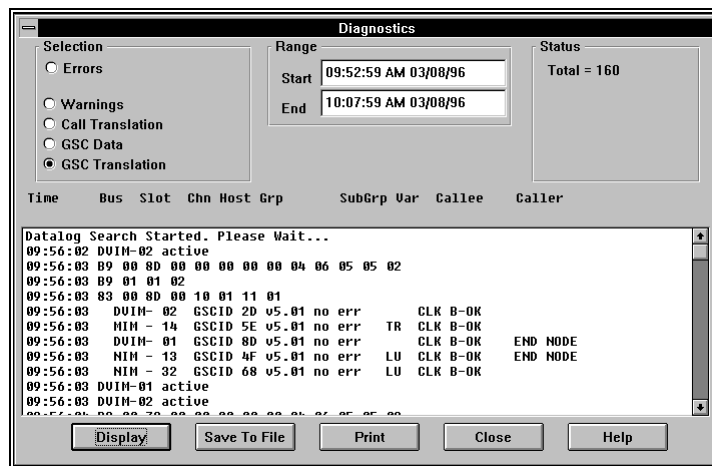 Diagnostics
Selection
Errors
Warnings
Call Translation
GSC Data
GSC Translation
Range
Start 09:52:59 AM 03/08/96
End 10:07:59 AM 03/08/96
Status
Total = 160
Time Bus Slot Chn Host Grp SubGrp Var Callee Caller
Datalog Search Started. Please Wait...
09:56:02 DVIM-02 active
09:56:03 B9 00 8D 00 00 00 00 00 04 06 05 05 02
09:56:03 B9 01 01 02
09:56:03 83 00 8D 00 10 01 11 01
09:56:03 DVIM- 02 GSCID 2D v5.01 no err CLK B-OK
09:56:03 MIM - 14 GSCID 5E v5.01 no err TR CLK B-OK
09:56:03 DVIM- 01 GSCID 8D v5.01 no err CLK B-OK END NODE
09:56:03 NIM - 13 GSCID 4F v5.01 no err LU CLK B-OK END NODE
09:56:03 NIM - 32 GSCID 68 v5.01 no err LU CLK B-OK
09:56:03 DVIM-01 active
09:56:03 DVIM-02 active
Display Save To File Print Close Help